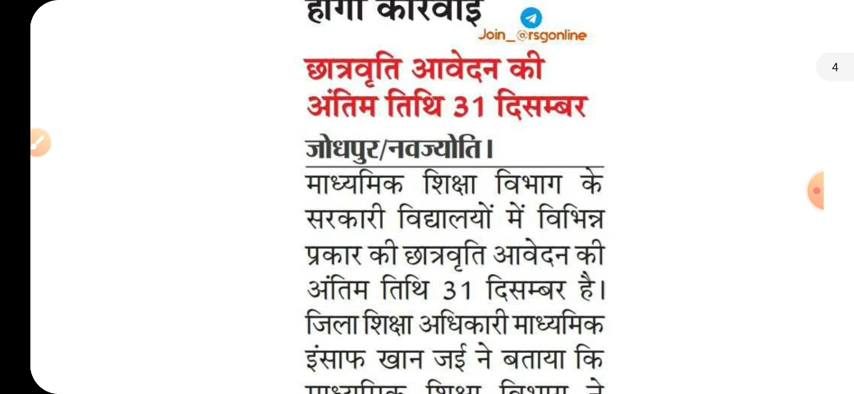 होगी कार्रवाई
Join_@rsgonline
छात्रवृति आवेदन की
अंतिम तिथि 31 दिसम्बर
4
जोधपुर/नवज्योति।
माध्यमिक शिक्षा विभाग के
सरकारी विद्यालयों में विभिन्न
प्रकार की छात्रवृति आवेदन की
अंतिम तिथि 31 दिसम्बर है।
जिला शिक्षा अधिकारी माध्यमिक
इंसाफ खान जई ने बताया कि
माध्यमिक शिक्षा विभाग ने